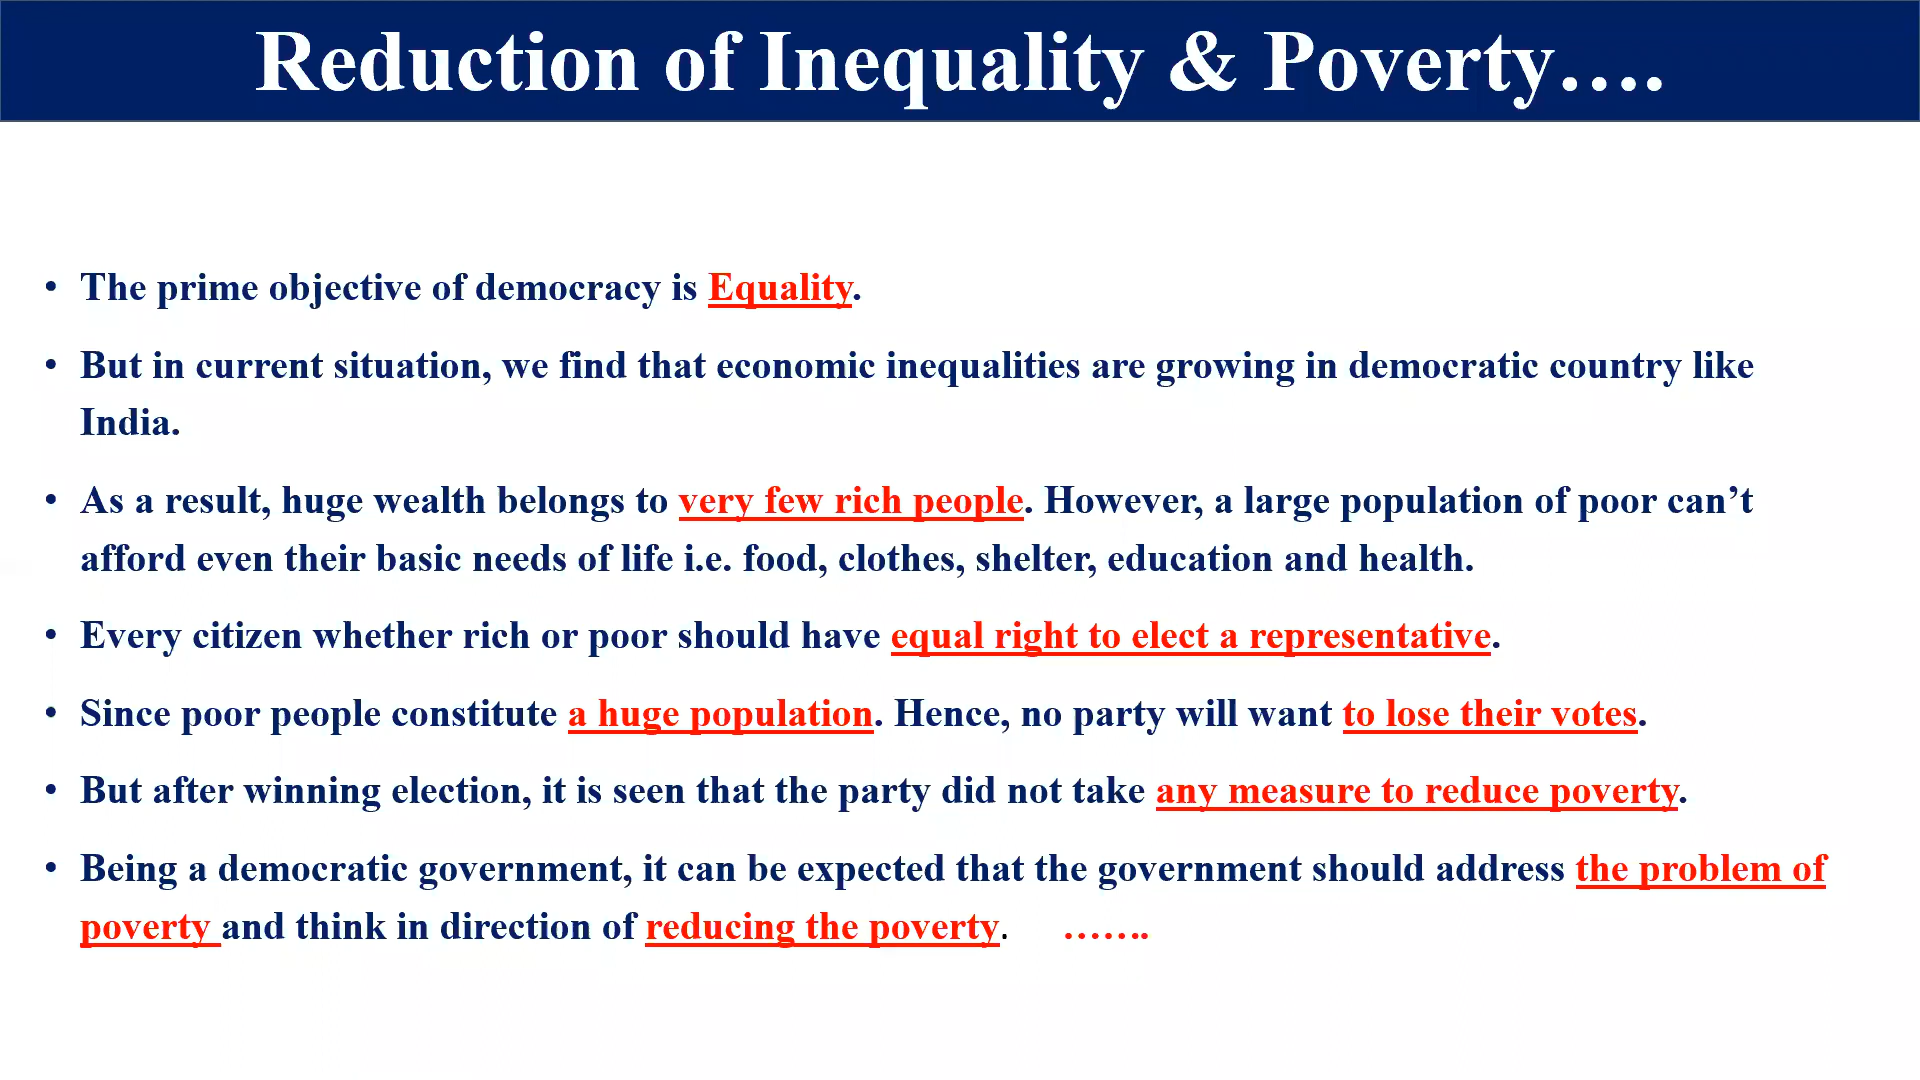 Reduction of Inequality & Poverty….
• The prime objective of democracy is Equality.
• But in current situation, we find that economic inequalities are growing in democratic country like
India.
• As a result, huge wealth belongs to very few rich people. However, a large population of poor can’t
afford even their basic needs of life i.e. food, clothes, shelter, education and health.
• Every citizen whether rich or poor should have equal right to elect a representative.
• Since poor people constitute a huge population. Hence, no party will want to lose their votes.
• But after winning election, it is seen that the party did not take any measure to reduce poverty.
• Being a democratic government, it can be expected that the government should address the problem of
poverty and think in direction of reducing the poverty. …….